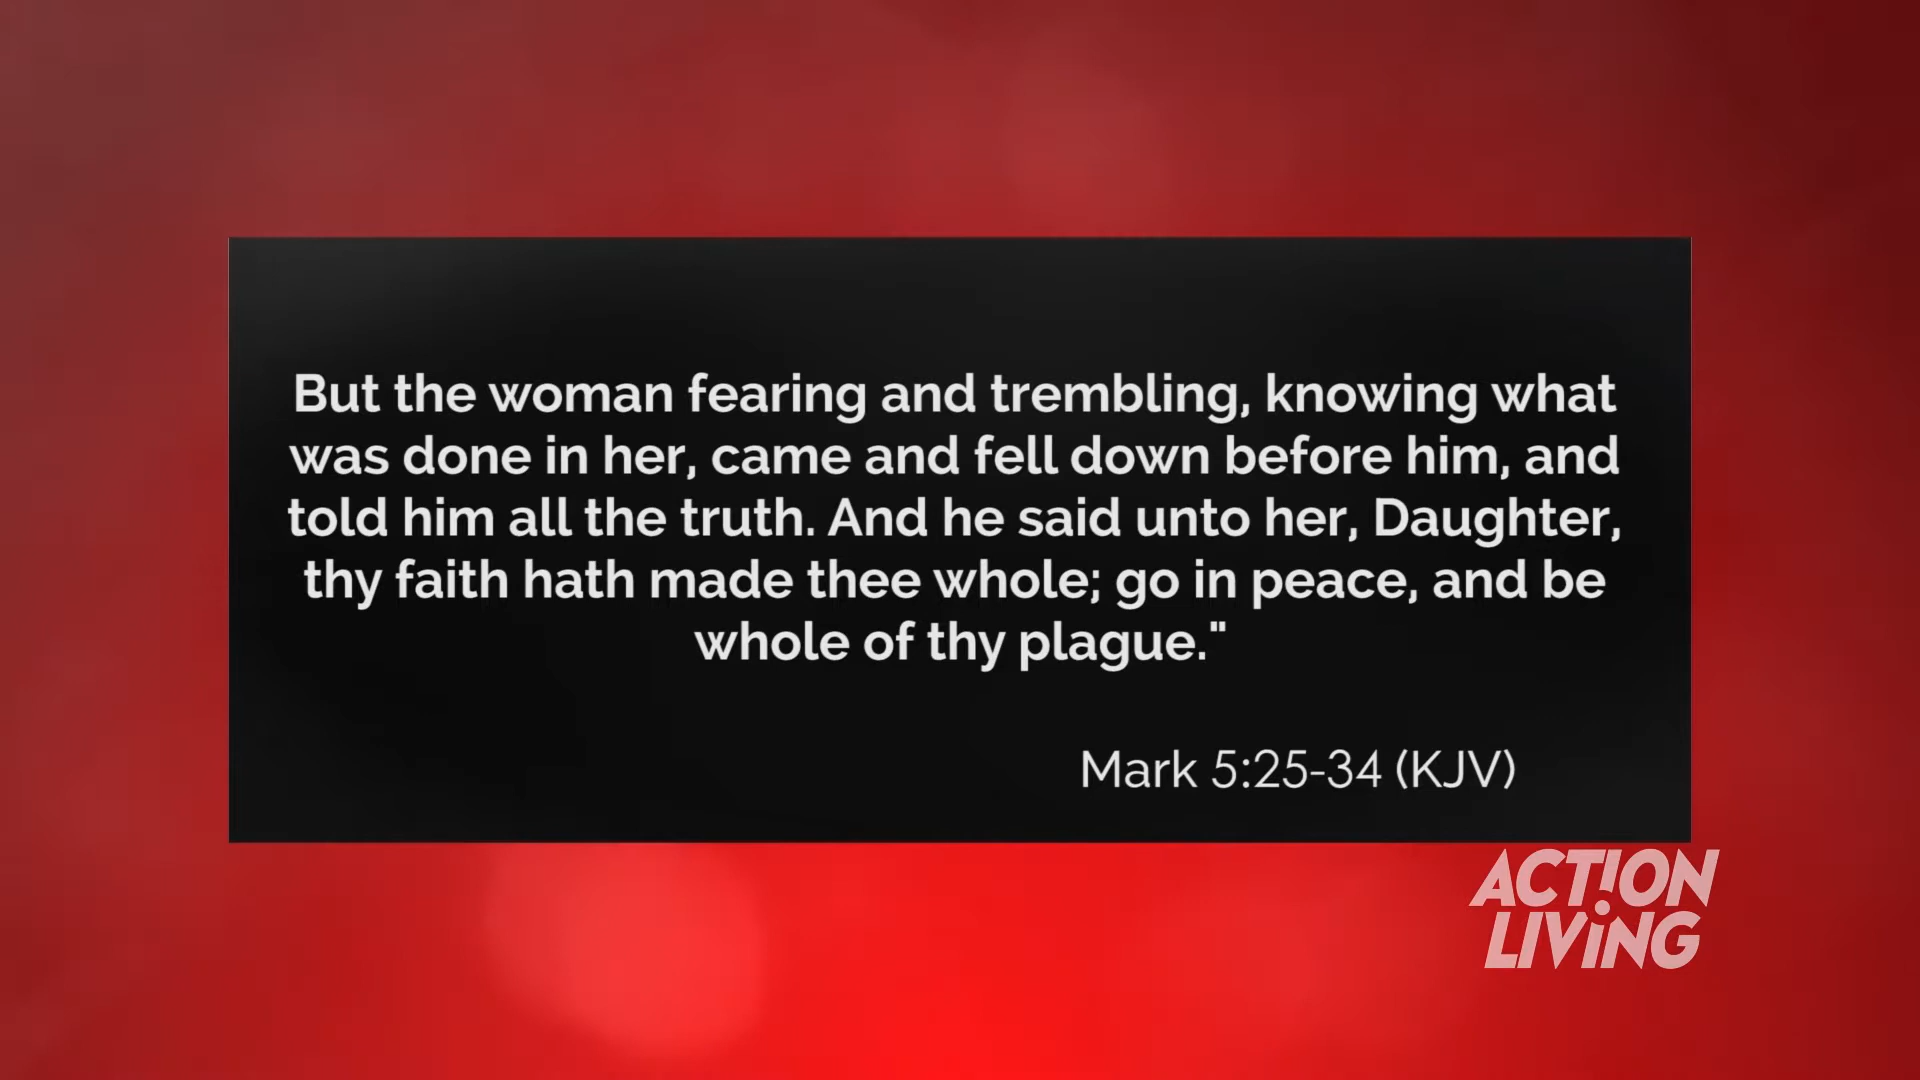 But the woman fearing and trembling, knowing what
was done in her, came and fell down before him, and
told him all the truth. And he said unto her, Daughter,
thy faith hath made thee whole; go in peace, and be
whole of thy plague."
Mark 5:25-34 (KJV)
ACTION
LIVING